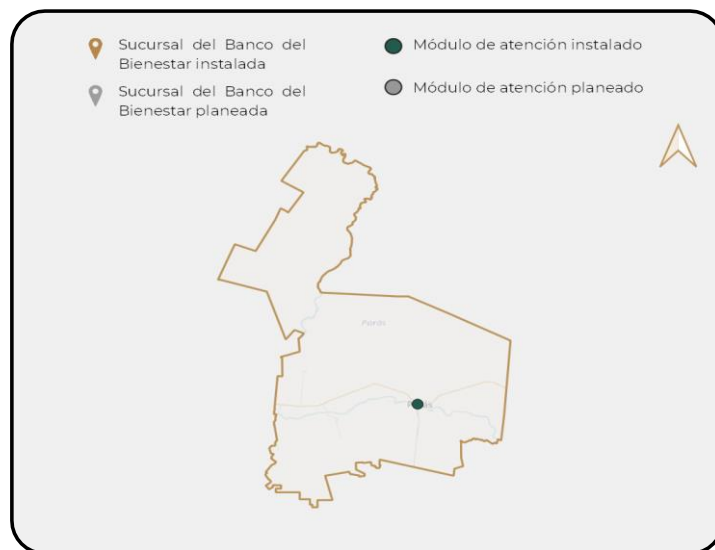 Sucursal del Banco del
Bienestar instalada
Sucursal del Banco del
Bienestar planeada
Módulo de atención instalado
Módulo de atención planeado
Parás